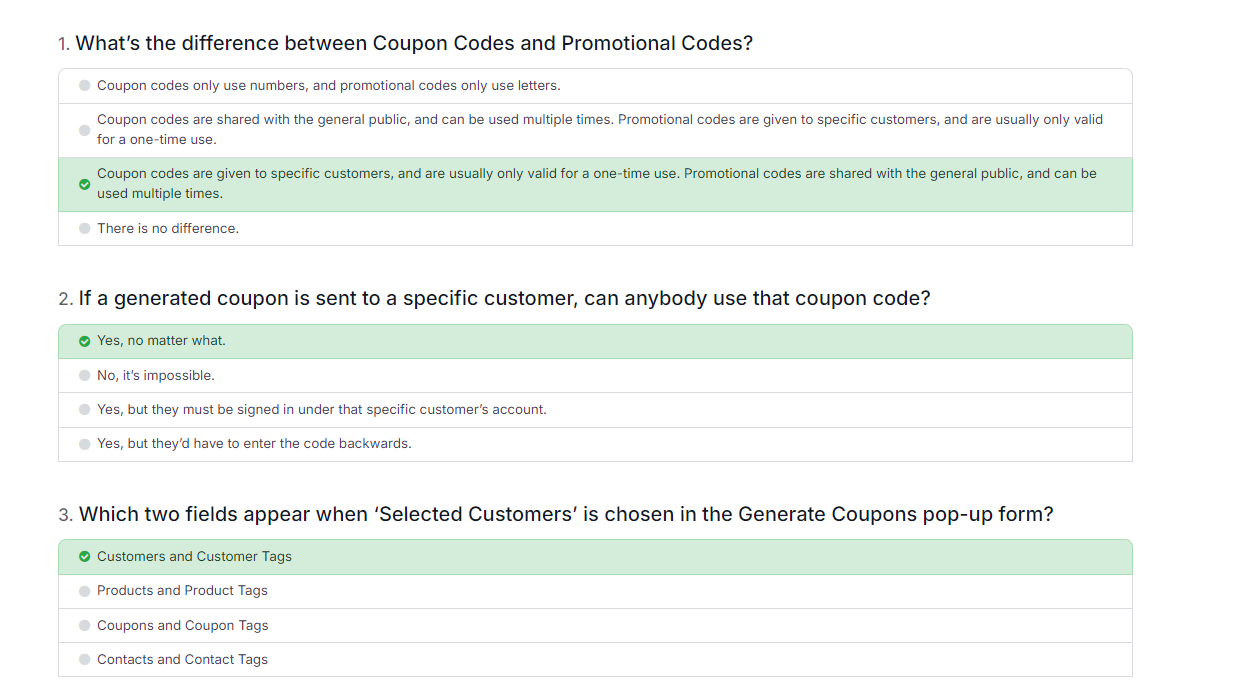 1. What’s the difference between Coupon Codes and Promotional Codes?
Coupon codes only use numbers, and promotional codes only use letters.
Coupon codes are shared with the general public, and can be used multiple times. Promotional codes are given to specific customers, and are usually only valid
for a one-time use.
Coupon codes are given to specific customers, and are usually only valid for a one-time use. Promotional codes are shared with the general public, and can be
used multiple times.
There is no difference.
2. If a generated coupon is sent to a specific customer, can anybody use that coupon code?
Yes, no matter what.
No, it’s impossible.
Yes, but they must be signed in under that specific customer’s account.
Yes, but they’d have to enter the code backwards.
3. Which two fields appear when ‘Selected Customers’ is chosen in the Generate Coupons pop-up form?
Customers and Customer Tags
Products and Product Tags
Coupons and Coupon Tags
Contacts and Contact Tags